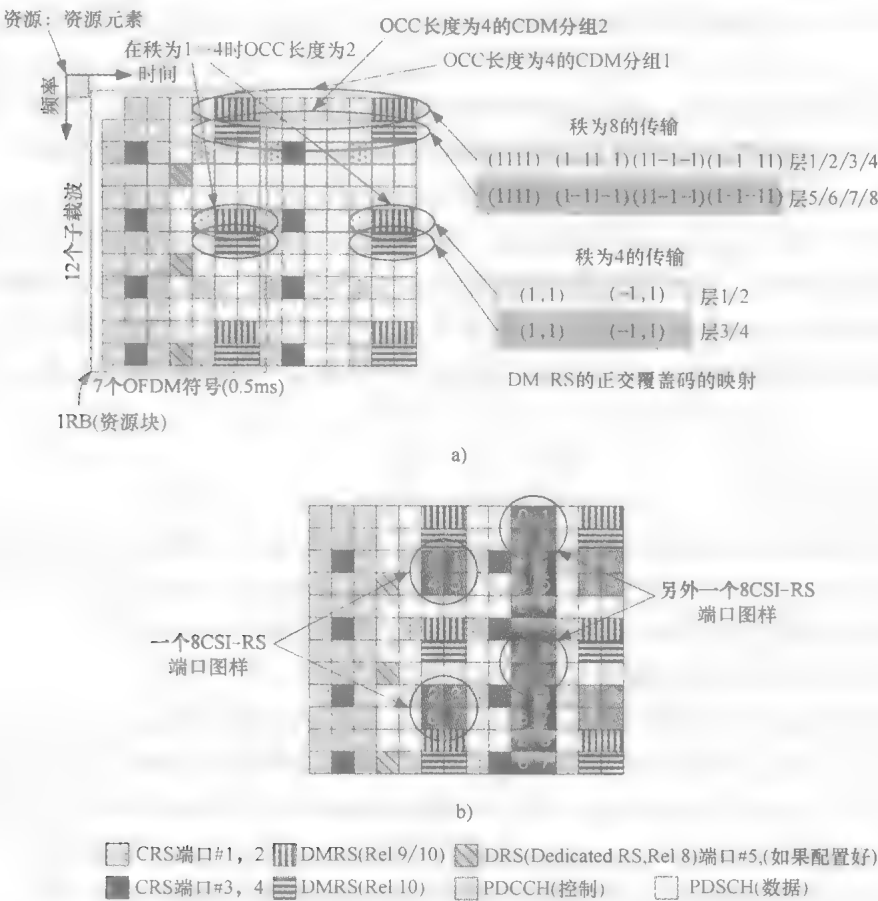 资源：资源元素
OCC长度为4的CDM分组2
在秩为1 4时OCC长度为2
OCC长度为4的CDM分组1
时间
频率
秩为8的传输
(1111) (1-11-1)(11-1-1)(1-1-11) 层1/2/3/4
(1111) (1-11-1)(11-1-1)(1-1-11) 层5/6/7/8
12个子载波
秩为4的传输
(1,1) (-1,1) 层1/2
(1,1) (-1,1) 层3/4
7个OFDM符号(0.5ms)
DM RS的正交覆盖码的映射
1RB(资源块)
a)
另外一个8CSI-RS
端口图样
一个8CSI-RS
端口图样
b)
CRS端口#1，2
DMRS(Rel 9/10)
DRS(Dedicated RS,Rel 8)端口#5,(如果配置好)
CRS端口#3，4
DMRS(Rel 10)
PDCCH(控制)
PDSCH(数据)